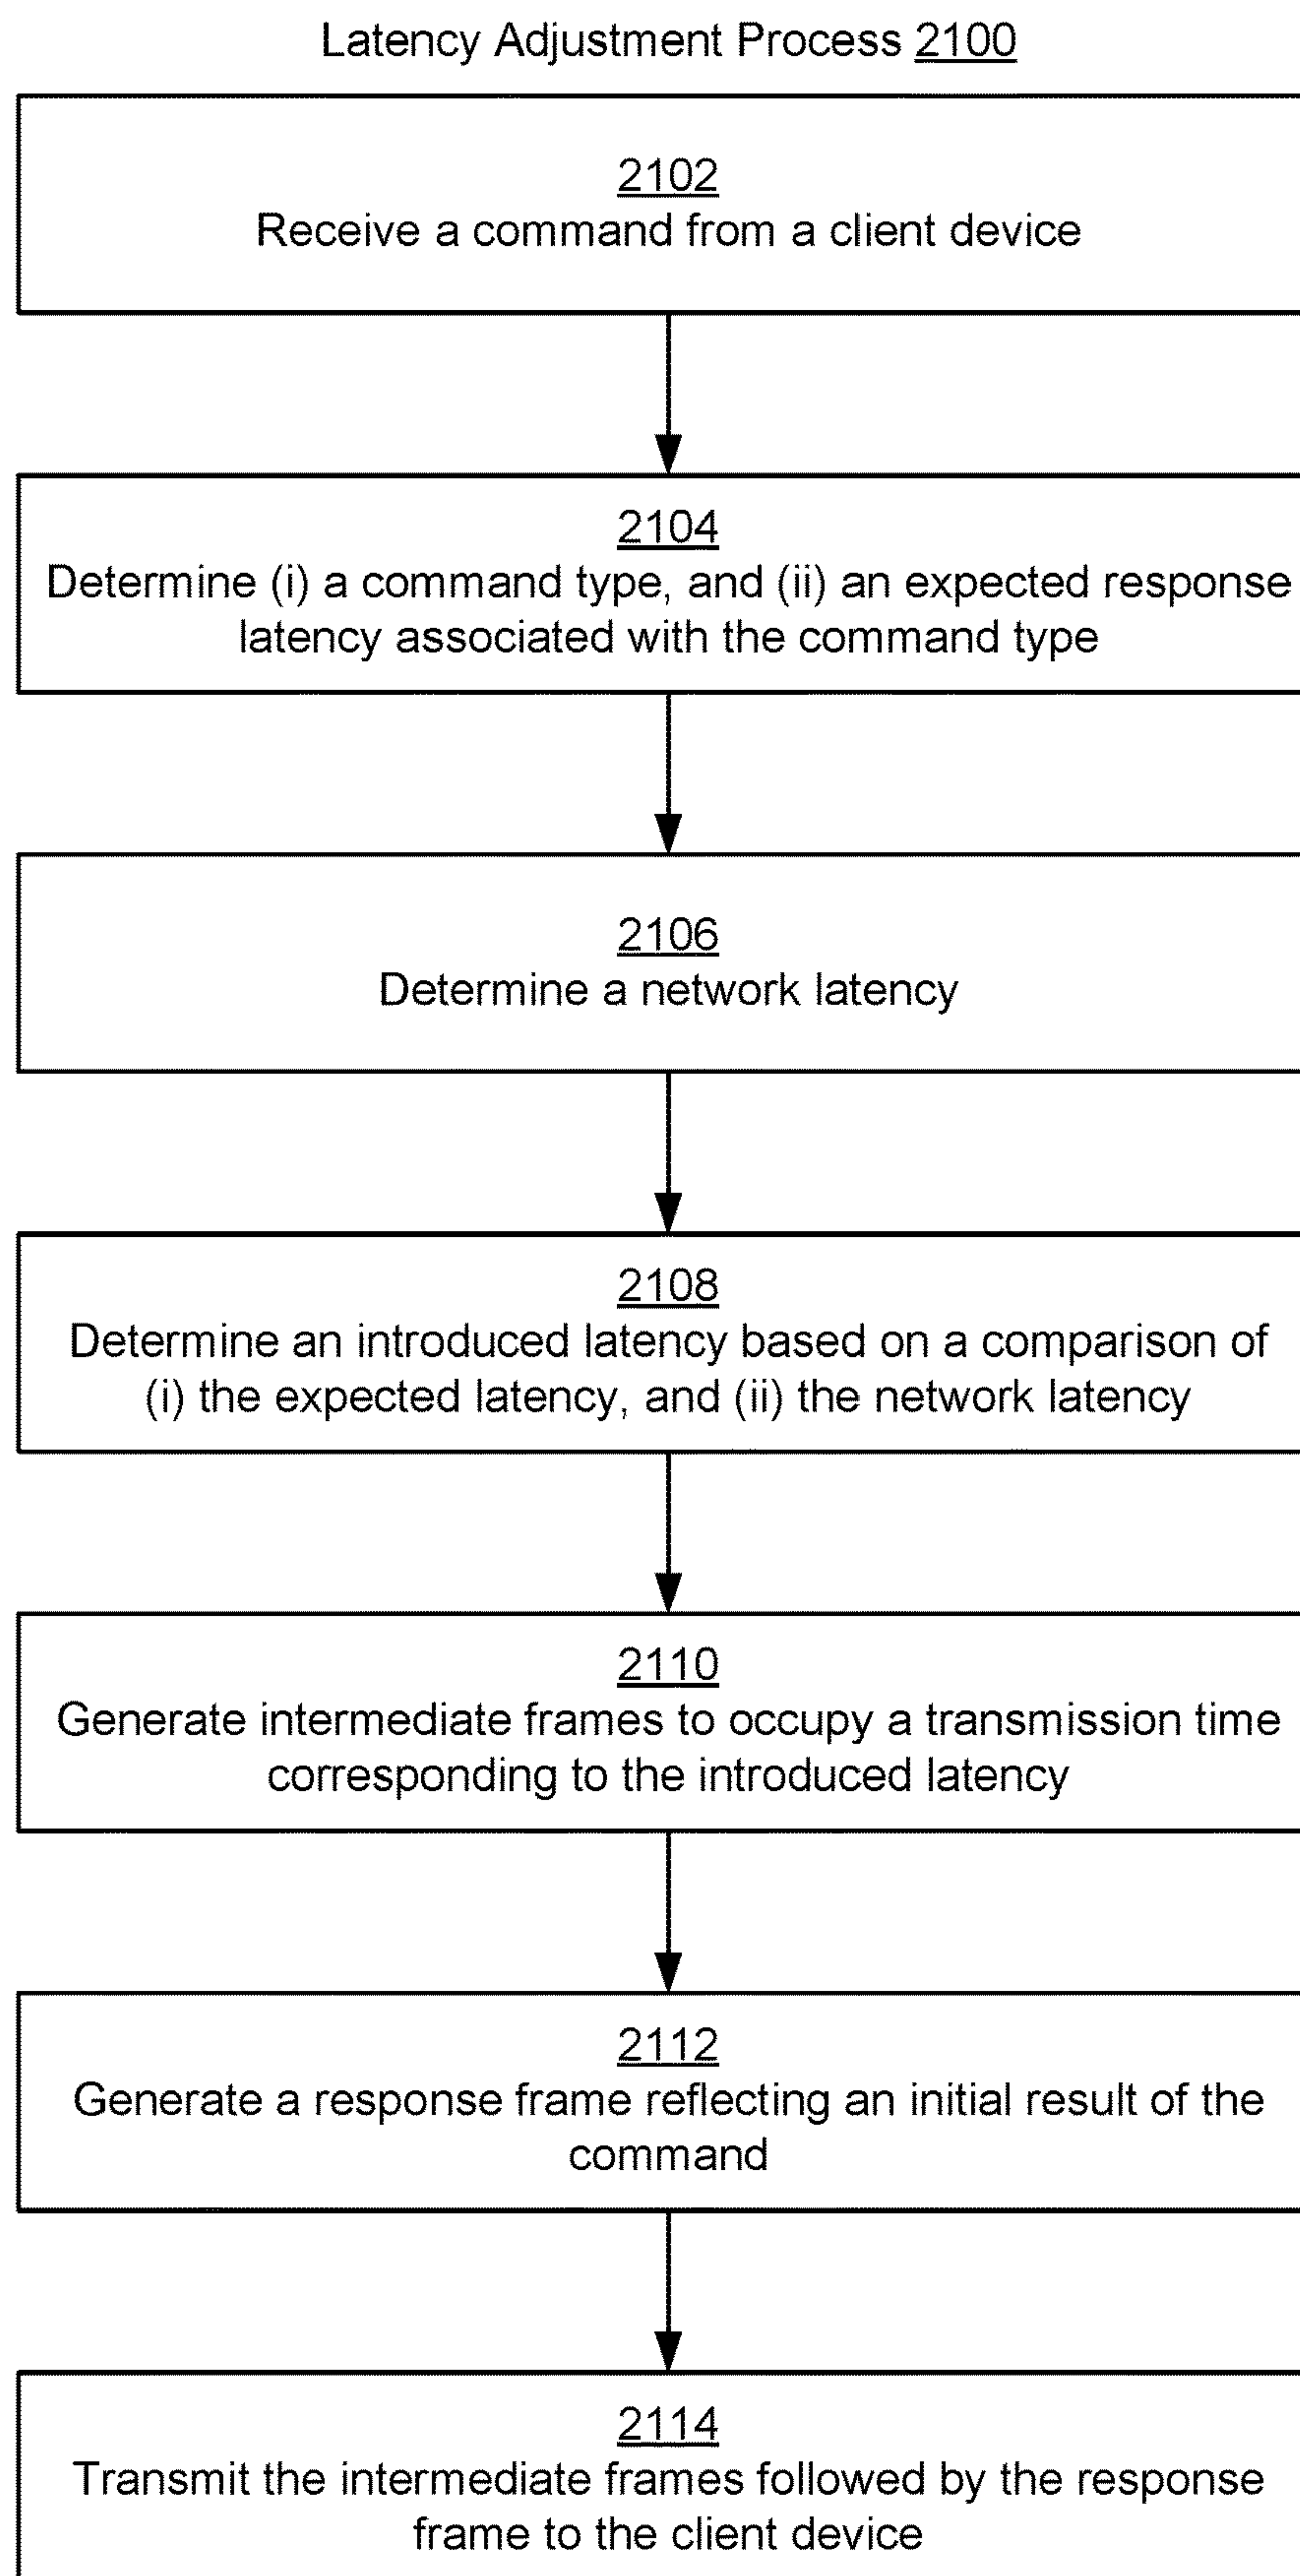 Latency Adjustment Process 2100
2102
Receive a command from a client device
2104
Determine (i) a command type, and (ii) an expected response
latency associated with the command type
2106
Determine a network latency
2108
Determine an introduced latency based on a comparison of
(i) the expected latency, and (ii) the network latency
2110
Generate intermediate frames to occupy a transmission time
corresponding to the introduced latency
2112
Generate a response frame reflecting an initial result of the
command
2114
Transmit the intermediate frames followed by the response
frame to the client device